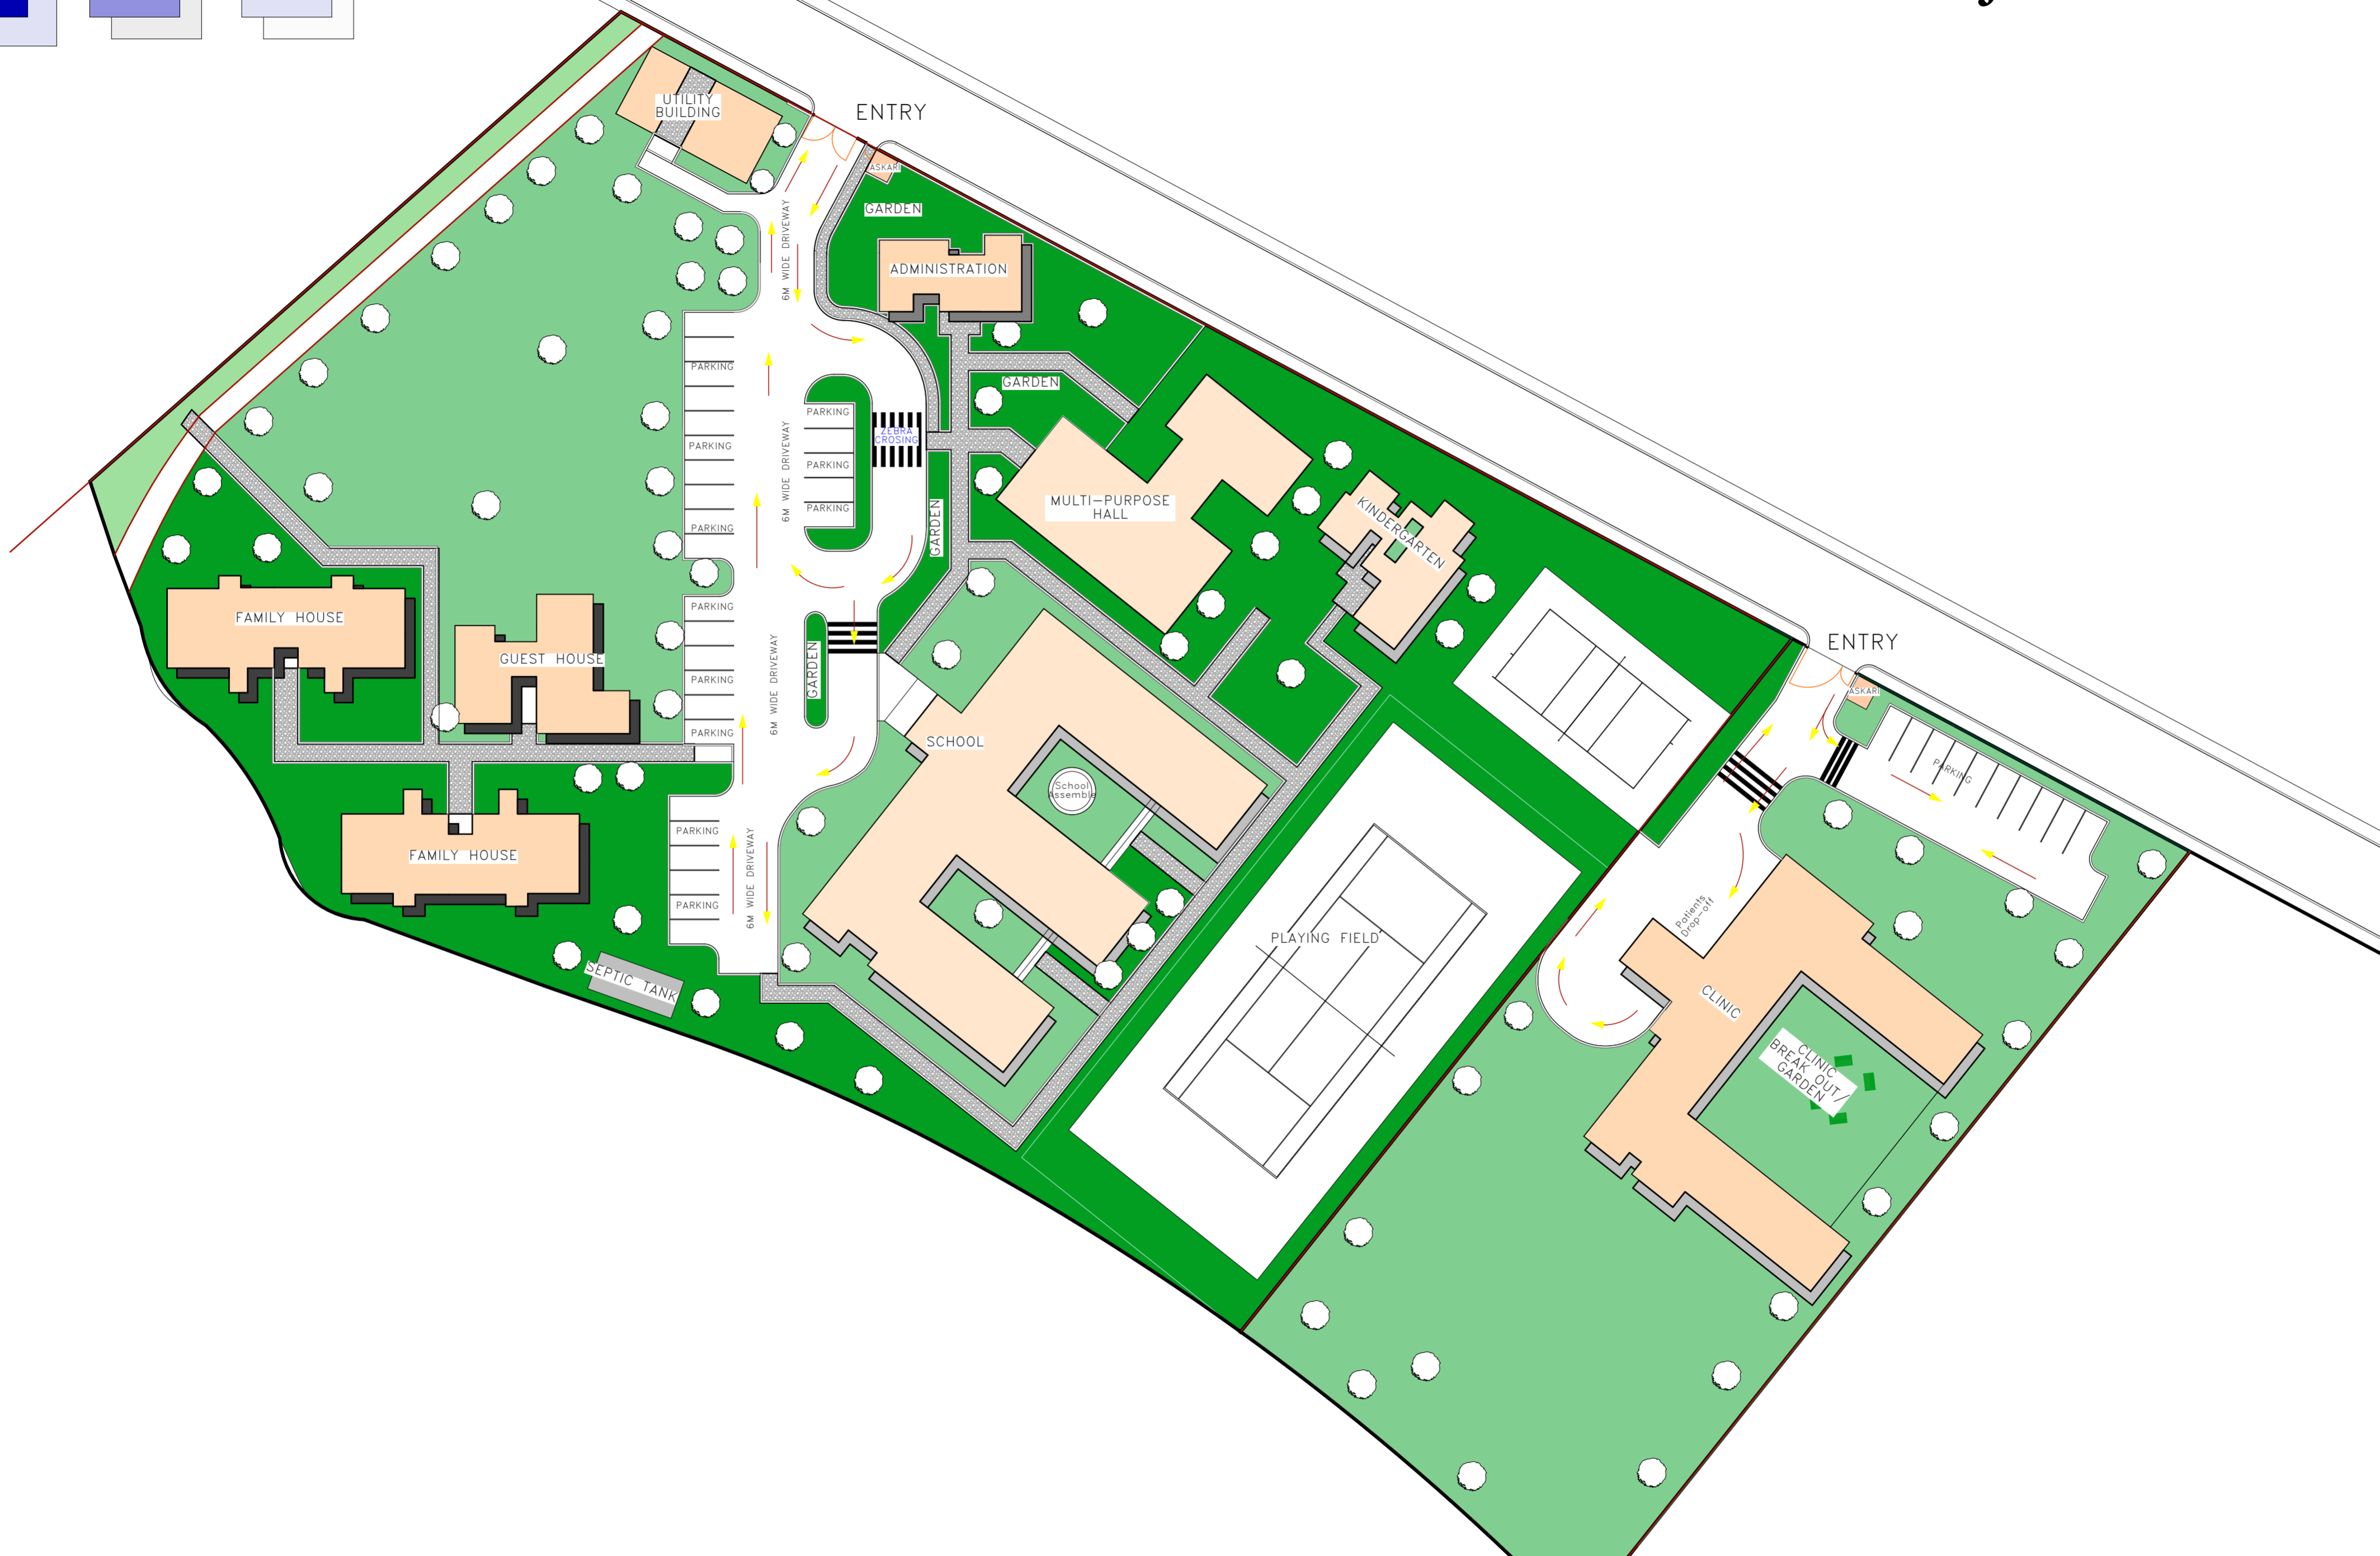 ENTRY
UTILITY
BUILDING
ASKARI
GARDEN
6M WIDE DRIVEWAY
ADMINISTRATION
PARKING
GARDEN
PARKING
ZEBRA
CROSING
6M WIDE DRIVEWAY
PARKING
PARKING
PARKING
PARKING
GARDEN
MULTI-PURPOSE
HALL
KINDERGARTEN
FAMILY HOUSE
GUEST HOUSE
PARKING
PARKING
PARKING
6M WIDE DRIVEWAY
GARDEN
SCHOOL
School
Assemble
ENTRY
ASKARI
PARKING
FAMILY HOUSE
PARKING
PARKING
6M WIDE DRIVEWAY
SEPTIC TANK
PLAYING FIELD
Patients
Drop-off
CLINIC
CLINIC
BREAK OUT/
GARDEN